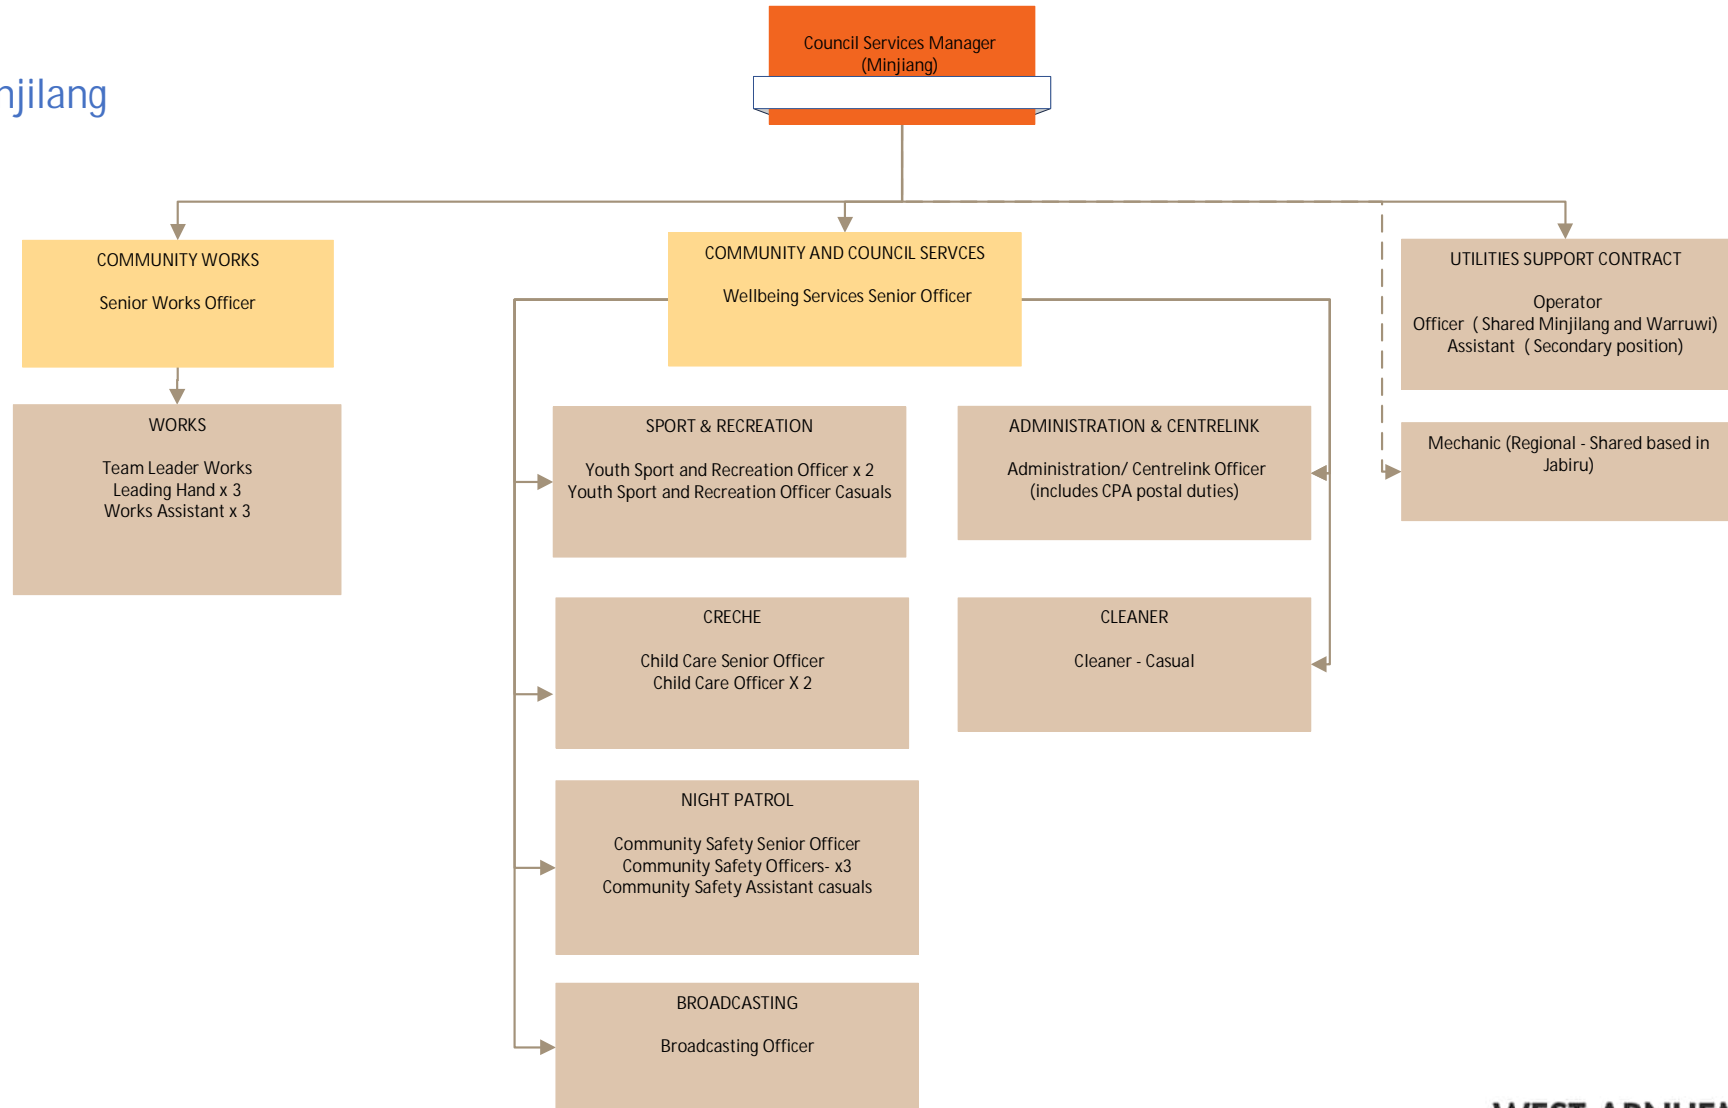 Council Services Manager
(Minjiang)
njilang
COMMUNITY WORKS
Senior Works Officer
COMMUNITY AND COUNCIL SERVCES
Wellbeing Services Senior Officer
UTILITIES SUPPORT CONTRACT
Operator
Officer ( Shared Minjilang and Warruwi)
Assistant ( Secondary position)
WORKS
Team Leader Works
Leading Hand x 3
Works Assistant x 3
SPORT & RECREATION
Youth Sport and Recreation Officer x 2
Youth Sport and Recreation Officer Casuals
ADMINISTRATION & CENTRELINK
Administration/ Centrelink Officer
(includes CPA postal duties)
Mechanic (Regional - Shared based in
Jabiru)
CRECHE
Child Care Senior Officer
Child Care Officer X 2
CLEANER
Cleaner - Casual
NIGHT PATROL
Community Safety Senior Officer
Community Safety Officers- x3
Community Safety Assistant casuals
BROADCASTING
Broadcasting Officer